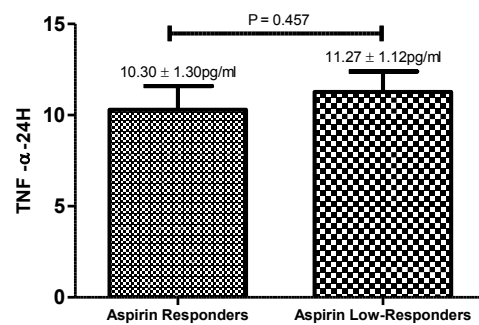 P = 0.457
15
10.30 ± 1.30pg/ml
11.27 ± 1.12pg/ml
10
5
0
TNF -α-24H
Aspirin Responders
Aspirin Low-Responders